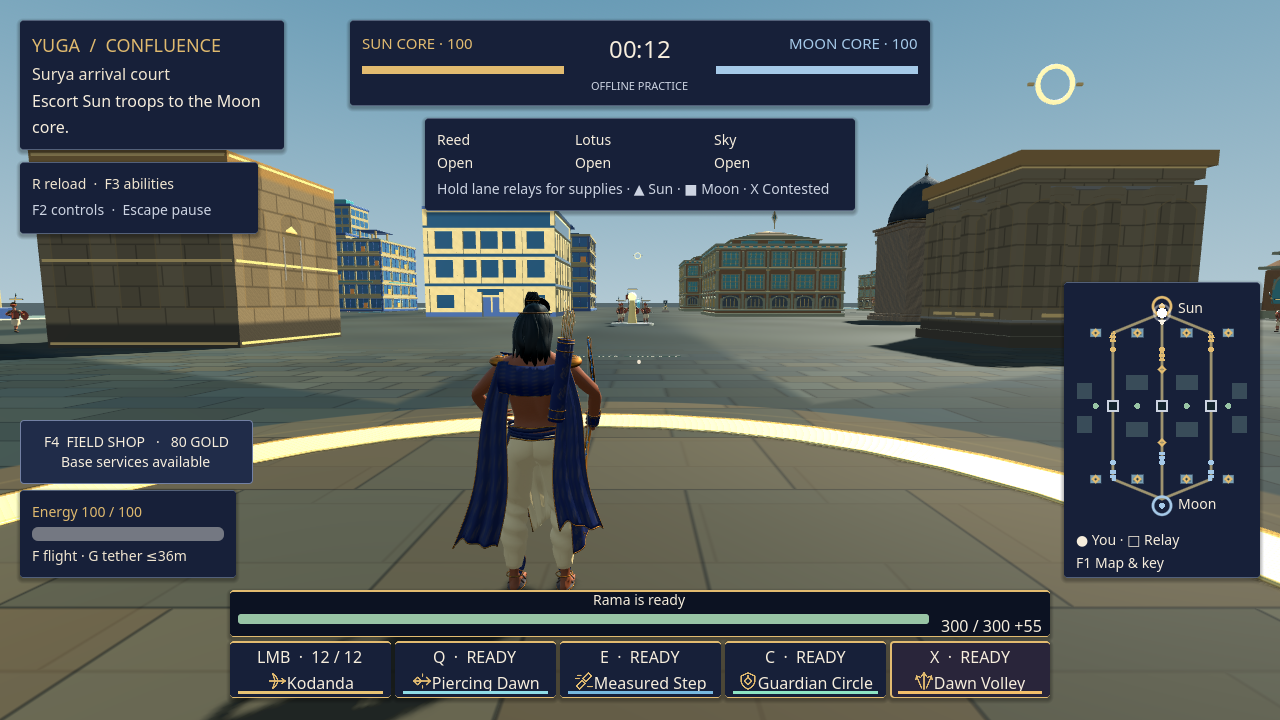 YUGA / CONFLUENCE
Surya arrival court
Escort Sun troops to the Moon
core.
R reload · F3 abilities
F2 controls · Escape pause
SUN CORE · 100
00:12
MOON CORE · 100
OFFLINE PRACTICE
Reed
Lotus
Sky
Open
Open
Open
Hold lane relays for supplies · ▲ Sun · ■ Moon · X Contested
Sun
Moon
● You · □ Relay
F1 Map & key
F4 FIELD SHOP · 80 GOLD
Base services available
Energy 100 / 100
F flight · G tether ≤36m
Rama is ready
300 / 300 +55
LMB · 12 / 12
Kodanda
Q · READY
Piercing Dawn
E · READY
Measured Step
C · READY
Guardian Circle
X · READY
Dawn Volley